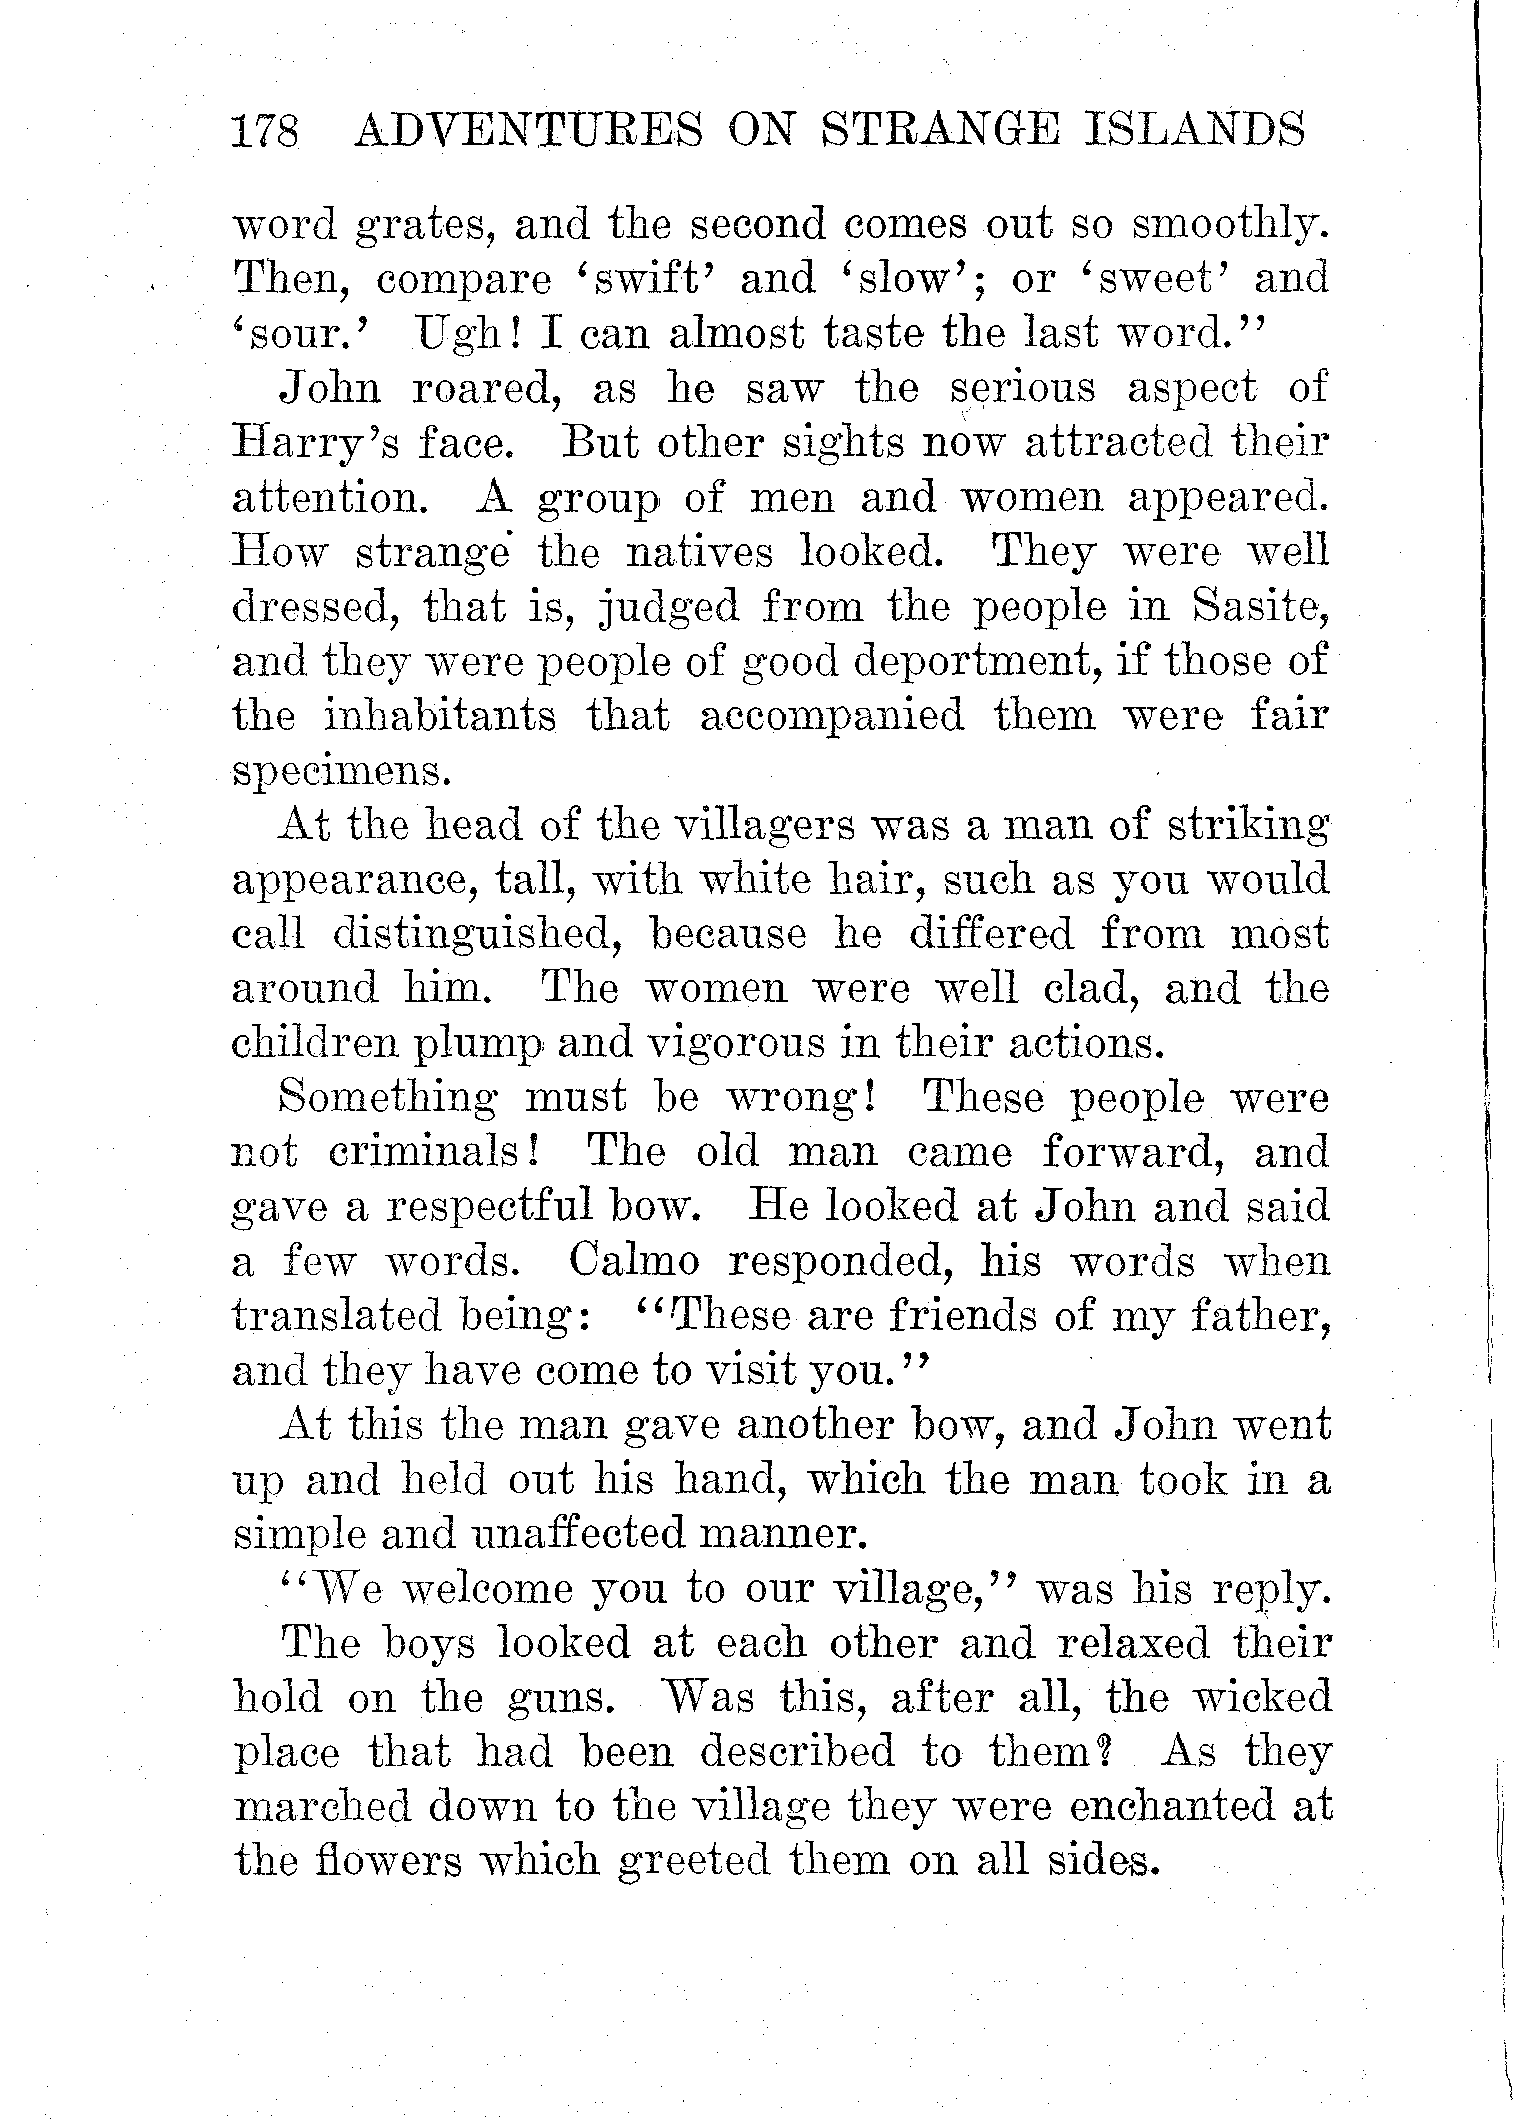 178 ADVENTURES ON STRANGE ISLANDS
word grates, and the second comes out so smoothly.
Then, compare ‘swift’ and ‘slow’; or ‘sweet’ and
‘sour.’ Ugh! I can almost taste the last word.”
John roared, as he saw the serious aspect of
Harry’s face. But other sights now attracted their
attention. A group of men and women appeared.
How strange the natives looked. They were well
dressed, that is, judged from the people in Sasite,
and they were people of good deportment, if those of
the inhabitants that accompanied them were fair
specimens.
At the head of the villagers was a man of striking
appearance, tall, with white hair, such as you would
call distinguished, because he differed from most
around him. The women were well clad, and the
children plump and vigorous in their actions.
Something must be wrong! These people were
not criminals! The old man came forward, and
gave a respectful bow. He looked at John and said
a few words. Calmo responded, his words when
translated being: “These are friends of my father,
and they have come to visit you.”
At this the man gave another bow, and John went
up and held out his hand, which the man took in a
simple and unaffected manner.
“We welcome you to our village,” was his reply.
The boys looked at each other and relaxed their
hold on the guns. Was this, after all, the wicked
place that had been described to them? As they
marched down to the village they were enchanted at
the flowers which greeted them on all sides.